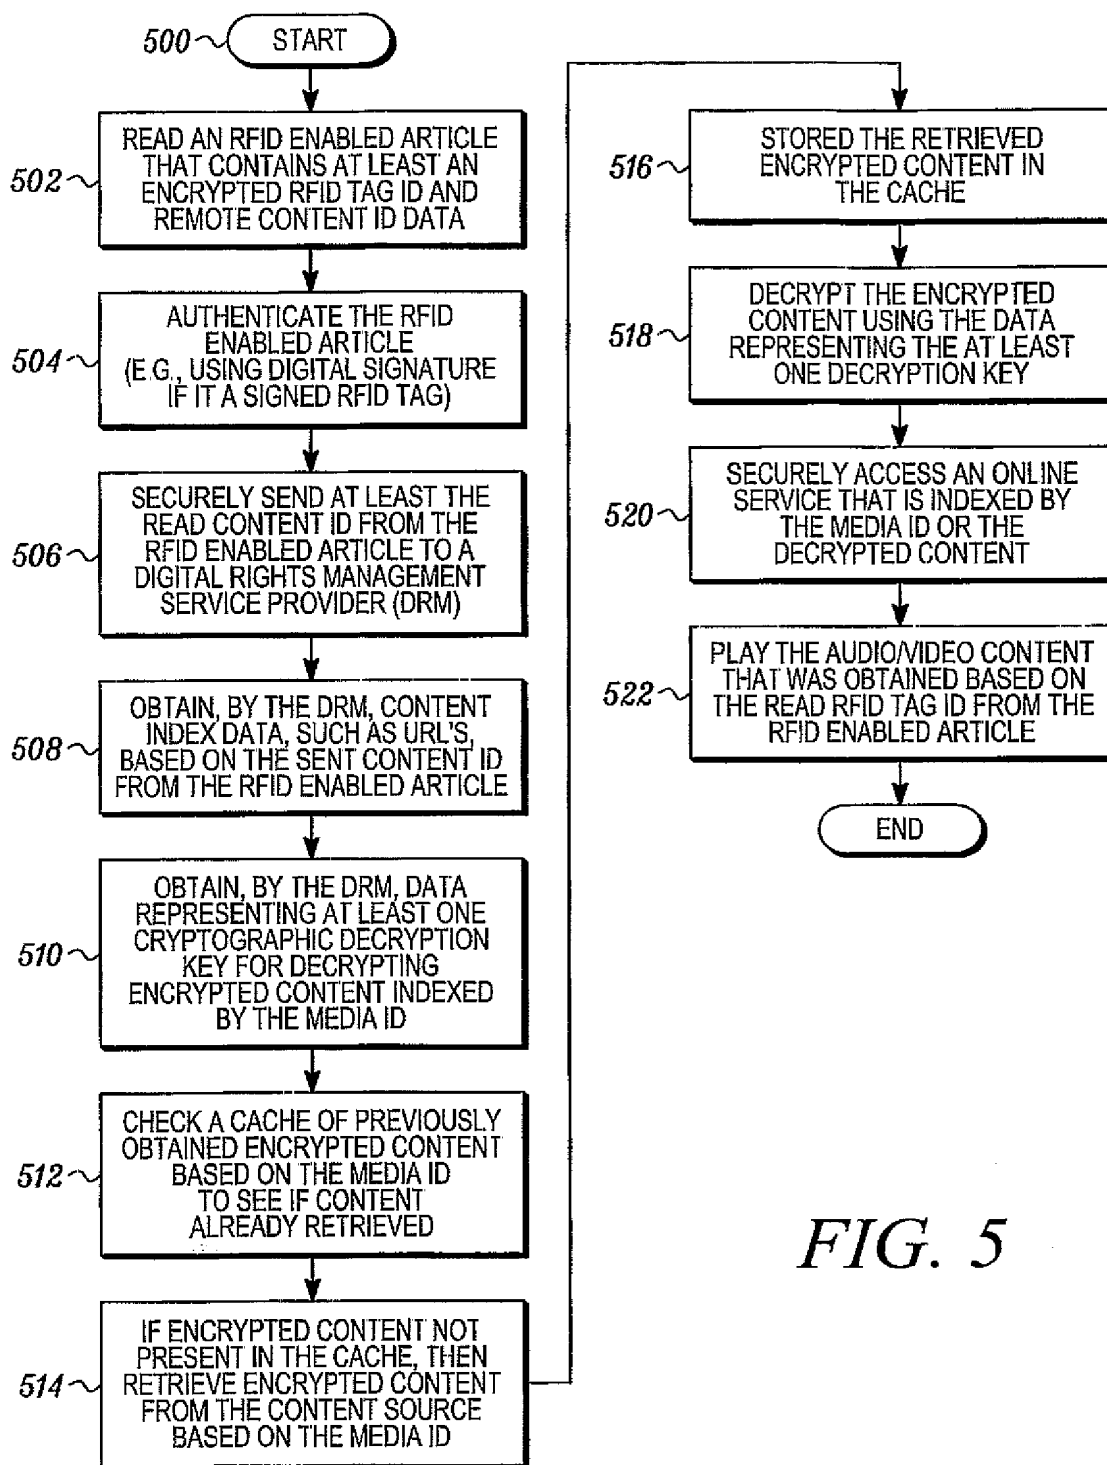 500
START
502
READ AN RFID ENABLED ARTICLE
THAT CONTAINS AT LEAST AN
ENCRYPTED RFID TAG ID AND
REMOTE CONTENT ID DATA
504
AUTHENTICATE THE RFID
ENABLED ARTICLE
(E.G., USING DIGITAL SIGNATURE
IF IT A SIGNED RFID TAG)
506
SECURELY SEND AT LEAST THE
READ CONTENT ID FROM THE
RFID ENABLED ARTICLE TO A
DIGITAL RIGHTS MANAGEMENT
SERVICE PROVIDER (DRM)
508
OBTAIN, BY THE DRM, CONTENT
INDEX DATA, SUCH AS URL'S,
BASED ON THE SENT CONTENT ID
FROM THE RFID ENABLED ARTICLE
510
OBTAIN, BY THE DRM, DATA
REPRESENTING AT LEAST ONE
CRYPTOGRAPHIC DECRYPTION
KEY FOR DECRYPTING
ENCRYPTED CONTENT INDEXED
BY THE MEDIA ID
512
CHECK A CACHE OF PREVIOUSLY
OBTAINED ENCRYPTED CONTENT
BASED ON THE MEDIA ID
TO SEE IF CONTENT
ALREADY RETRIEVED
514
IF ENCRYPTED CONTENT NOT
PRESENT IN THE CACHE, THEN
RETRIEVE ENCRYPTED CONTENT
FROM THE CONTENT SOURCE
BASED ON THE MEDIA ID
516
STORED THE RETRIEVED
ENCRYPTED CONTENT IN
THE CACHE
518
DECRYPT THE ENCRYPTED
CONTENT USING THE DATA
REPRESENTING THE AT LEAST
ONE DECRYPTION KEY
520
SECURELY ACCESS AN ONLINE
SERVICE THAT IS INDEXED BY
THE MEDIA ID OR THE
DECRYPTED CONTENT
522
PLAY THE AUDIO/VIDEO CONTENT
THAT WAS OBTAINED BASED ON
THE READ RFID TAG ID FROM THE
RFID ENABLED ARTICLE
END
FIG. 5